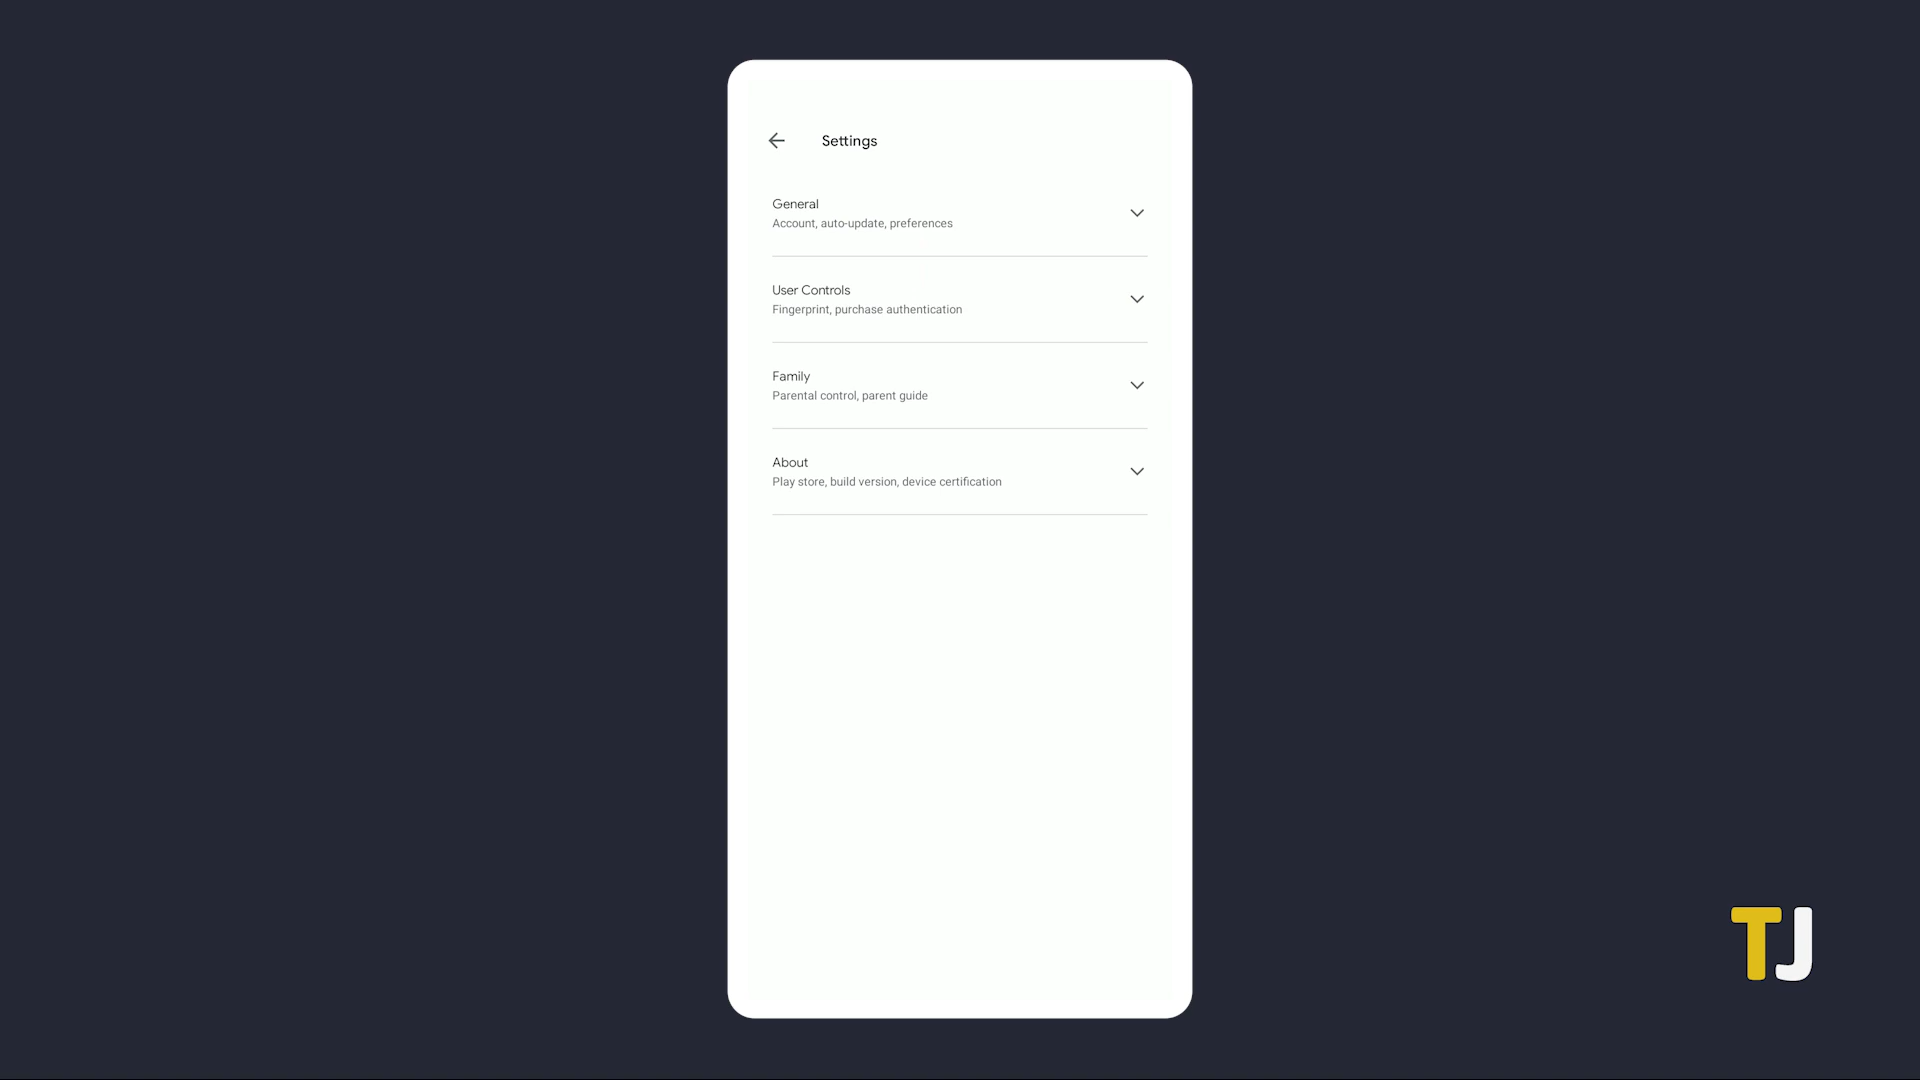 Settings
General
Account, auto-update, preferences
User Controls
Fingerprint, purchase authentication
Family
Parental control, parent guide
About
Play store, build version, device certification
TJ